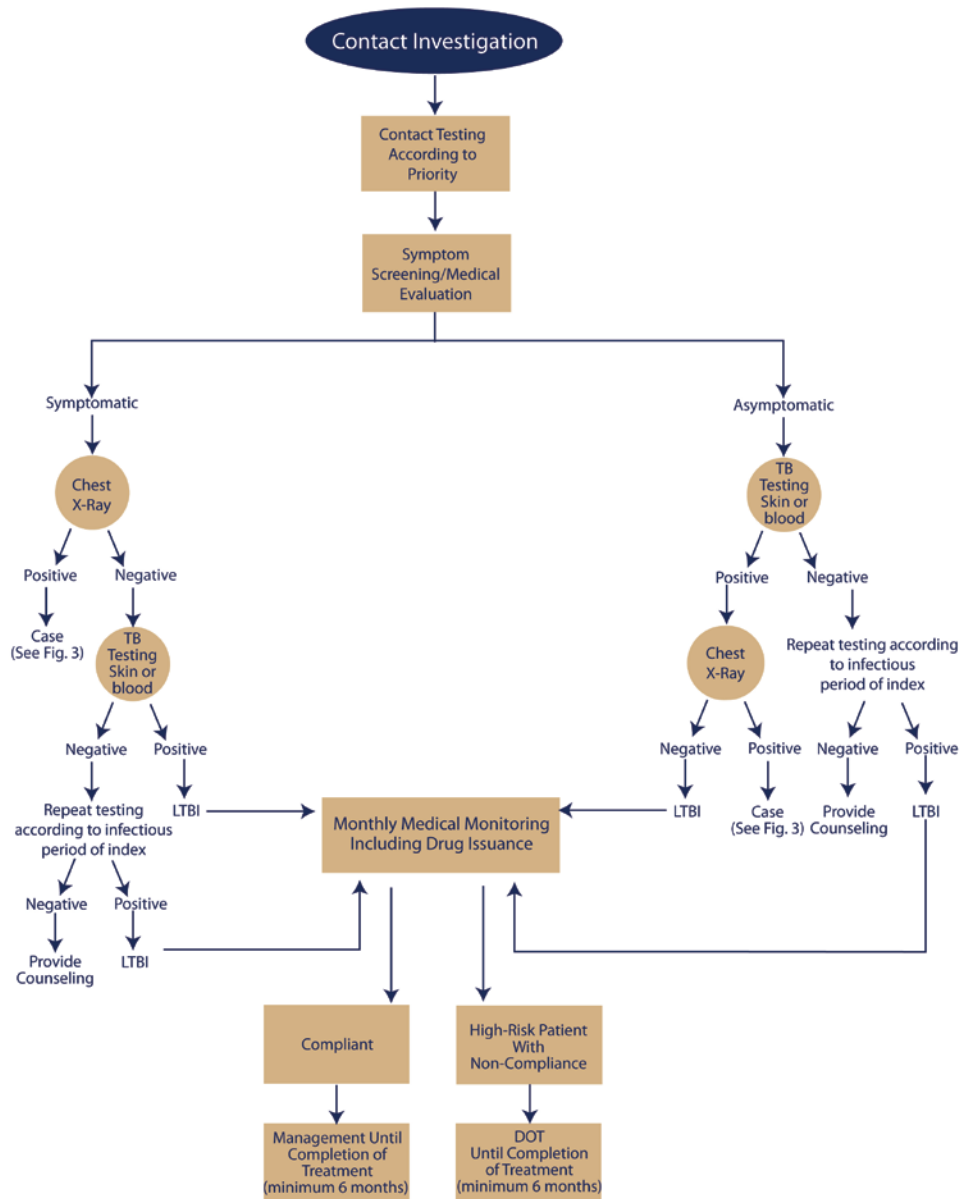 Contact Investigation
Contact Testing
According to
Priority
Symptom
Screening/Medical
Evaluation
Symptomatic
Asymptomatic
Chest
X-Ray
TB
Testing
Skin or
blood
Positive
Negative
Positive
Negative
Case
(See Fig. 3)
TB
Testing
Skin or
blood
Chest
X-Ray
Repeat testing according
to infectious
period of index
Negative
Positive
Negative
Positive
Negative
Positive
Repeat testing
according to infectious
period of index
LTBI
Monthly Medical Monitoring
Including Drug Issuance
LTBI
Case
(See Fig. 3)
Provide
Counseling
LTBI
Negative
Positive
Provide
Counseling
LTBI
Compliant
High-Risk Patient
With
Non-Compliance
Management Until
Completion of
Treatment
(minimum 6 months)
DOT
Until Completion
of Treatment
(minimum 6 months)